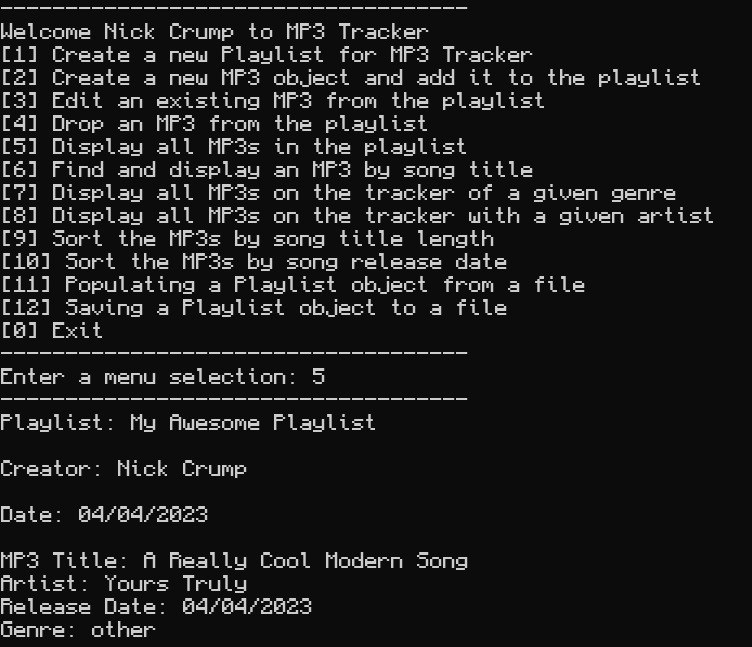 ------------------------------------
Welcome Nick Crump to MP3 Tracker
[1] Create a new Playlist for MP3 Tracker
[2] Create a new MP3 object and add it to the playlist
[3] Edit an existing MP3 from the playlist
[4] Drop an MP3 from the playlist
[5] Display all MP3s in the playlist
[6] Find and display an MP3 by song title
[7] Display all MP3s on the tracker of a given genre
[8] Display all MP3s on the tracker with a given artist
[9] Sort the MP3s by song title length
[10] Sort the MP3s by song release date
[11] Populating a Playlist object from a file
[12] Saving a Playlist object to a file
[0] Exit
------------------------------------
Enter a menu selection: 5
------------------------------------
Playlist: My Awesome Playlist
Creator: Nick Crump
Date: 04/04/2023
MP3 Title: A Really Cool Modern Song
Artist: Yours Truly
Release Date: 04/04/2023
Genre: other